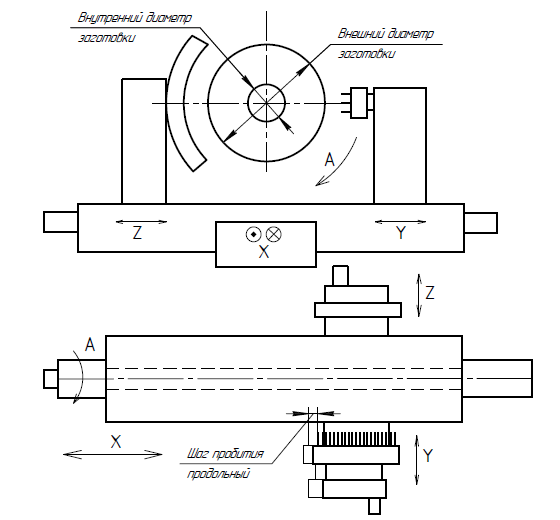 Внутренний диаметр
заготовки
Внешний диаметр
заготовки
A
Z
Y
X
Z
A
X
Шаг пробития
продольный
Y